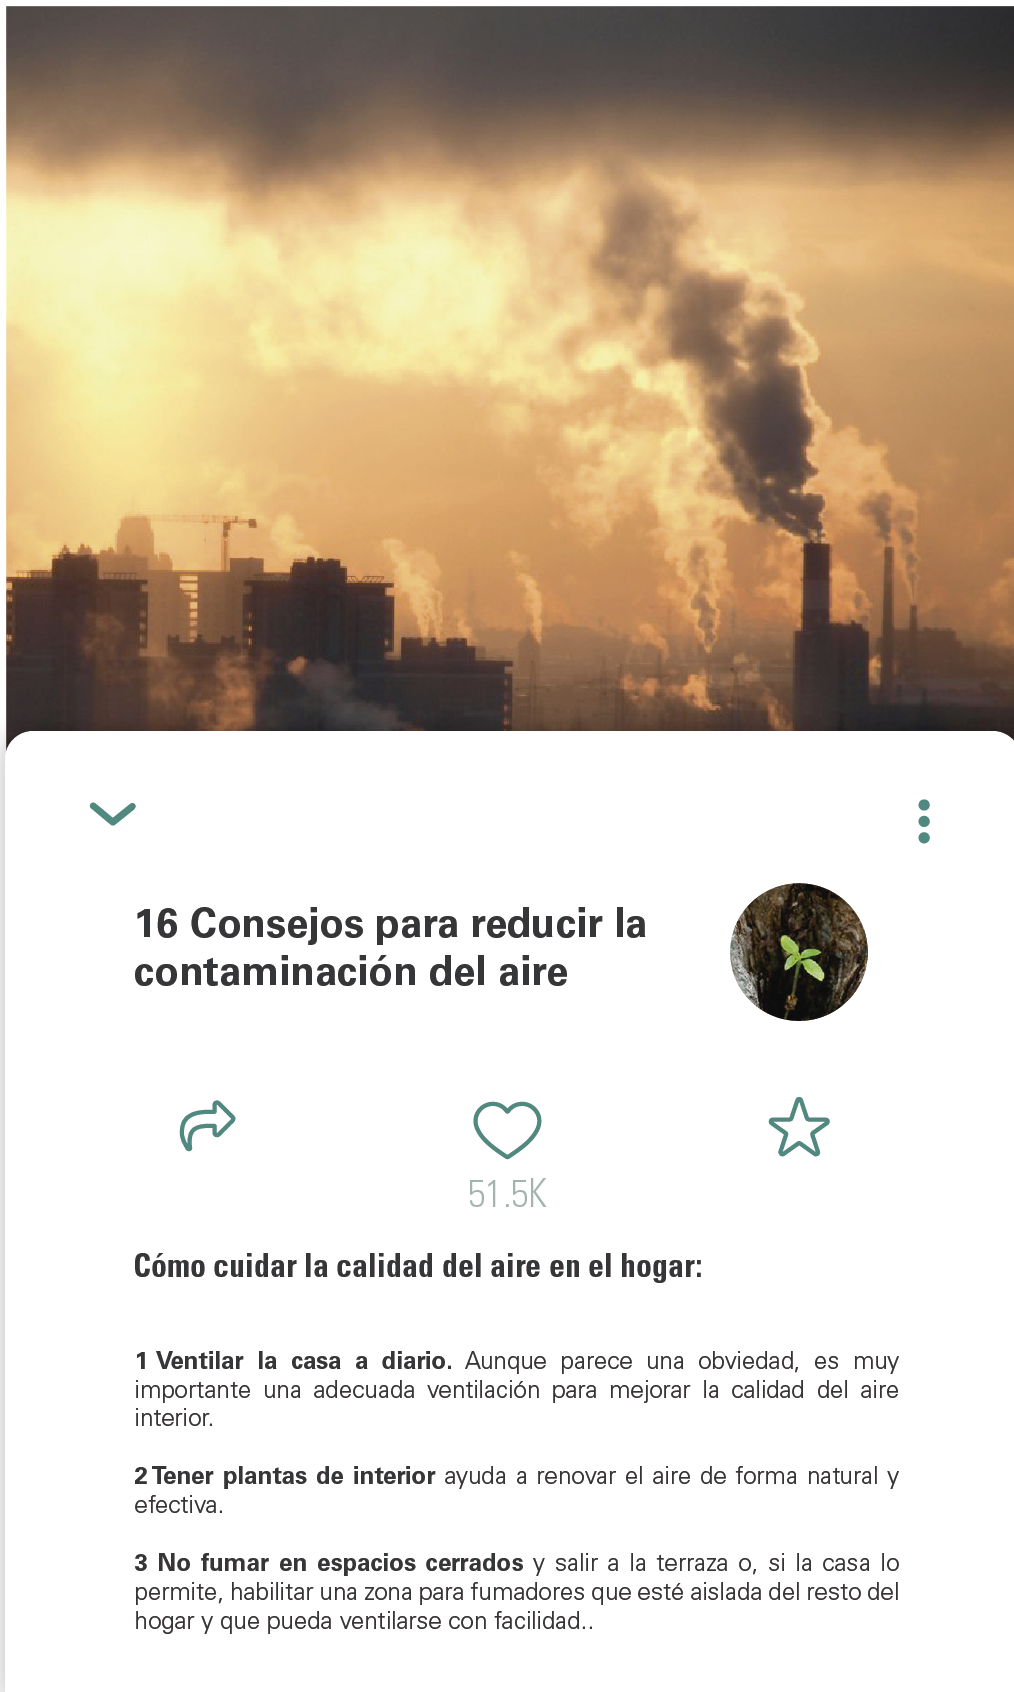 16 Consejos para reducir la
contaminación del aire
51.5K
Cómo cuidar la calidad del aire en el hogar:
1 Ventilar la casa a diario. Aunque parece una obviedad, es muy
importante una adecuada ventilación para mejorar la calidad del aire
interior.
2 Tener plantas de interior ayuda a renovar el aire de forma natural y
efectiva.
3 No fumar en espacios cerrados y salir a la terraza o, si la casa lo
permite, habilitar una zona para fumadores que esté aislada del resto del
hogar y que pueda ventilarse con facilidad..